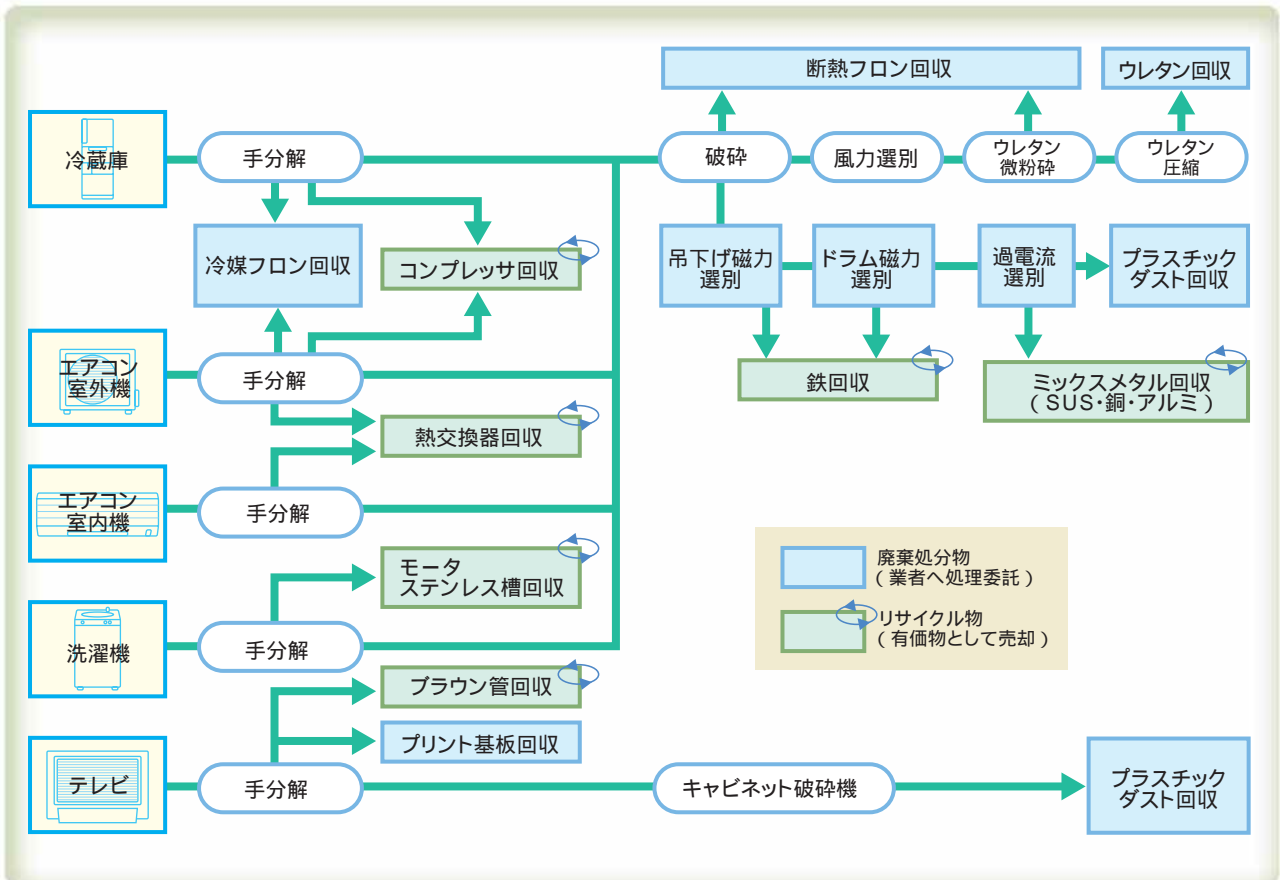 断熱フロン回収
ウレタン回収
冷蔵庫
手分解
破砕
風力選別
ウレタン
微粉砕
ウレタン
圧縮
冷媒フロン回収
コンプレッサ回収
吊下げ磁力
選別
ドラム磁力
選別
過電流
選別
プラスチック
ダスト回収
エアコン
室外機
手分解
鉄回収
ミックスメタル回収
(SUS・銅・アルミ)
熱交換器回収
エアコン
室内機
手分解
モータ
ステンレス槽回収
廃棄処分物
(業者へ処理委託)
リサイクル物
(有価物として売却)
洗濯機
手分解
ブラウン管回収
プリント基板回収
テレビ
手分解
キャビネット破砕機
プラスチック
ダスト回収